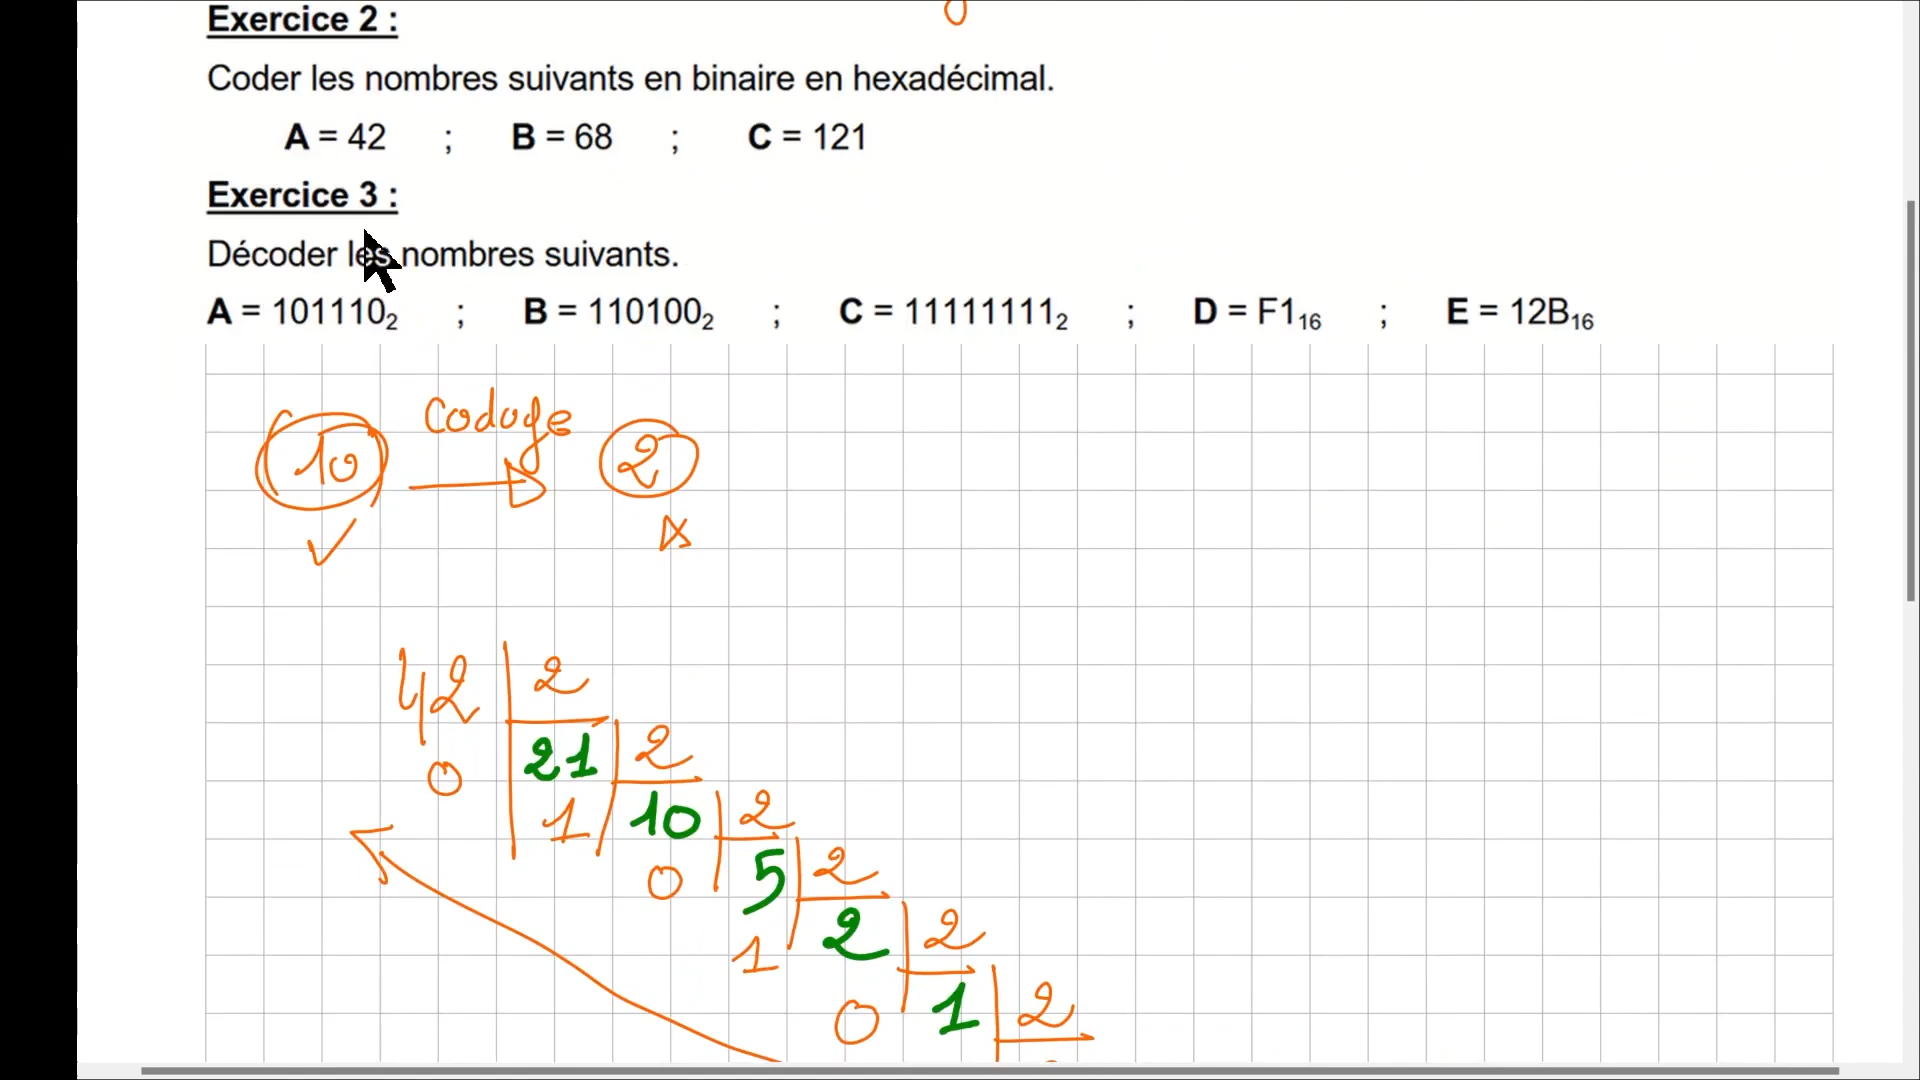 0
Exercice 2 :
Coder les nombres suivants en binaire en hexadécimal.
A = 42 ; B = 68 ; C = 121
Exercice 3 :
Décoder les nombres suivants.
A = 101110₂ ; B = 110100₂ ; C = 11111111₂ ; D = F1₁₆ ; E = 12B₁₆
Codage
10 2
42 2
21 2
0
1 10 2
0 5 2
1 2 2
0 1 2